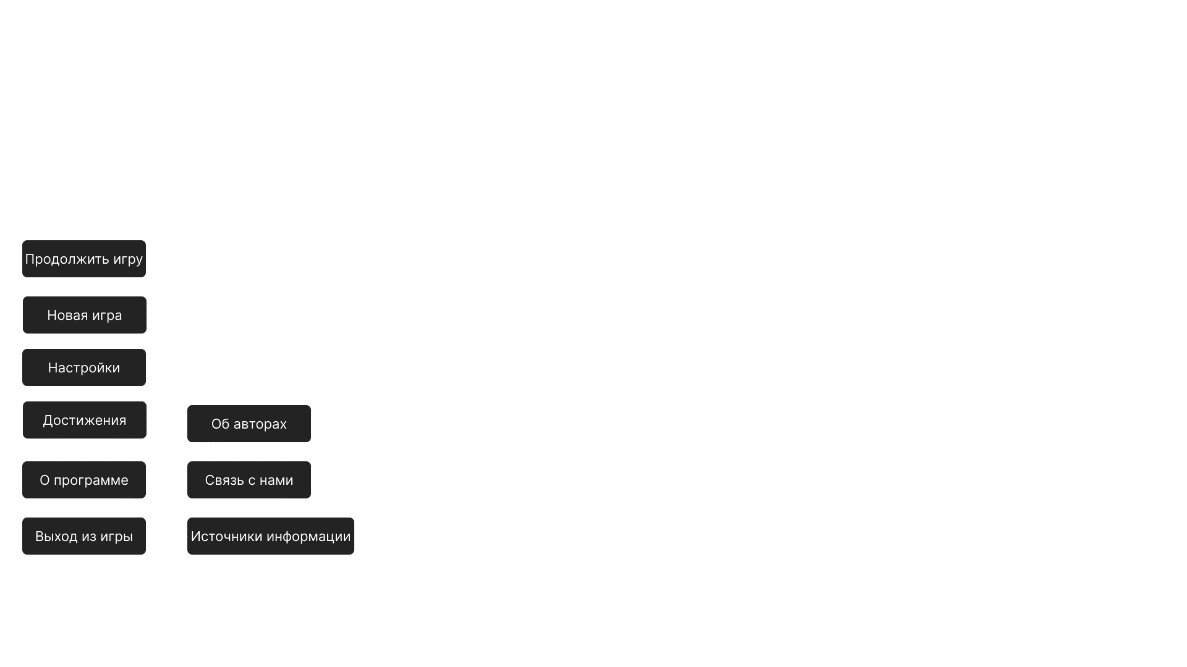 Продолжить игру
Новая игра
Настройки
Достижения
О программе
Выход из игры
Об авторах
Связь с нами
Источники информации